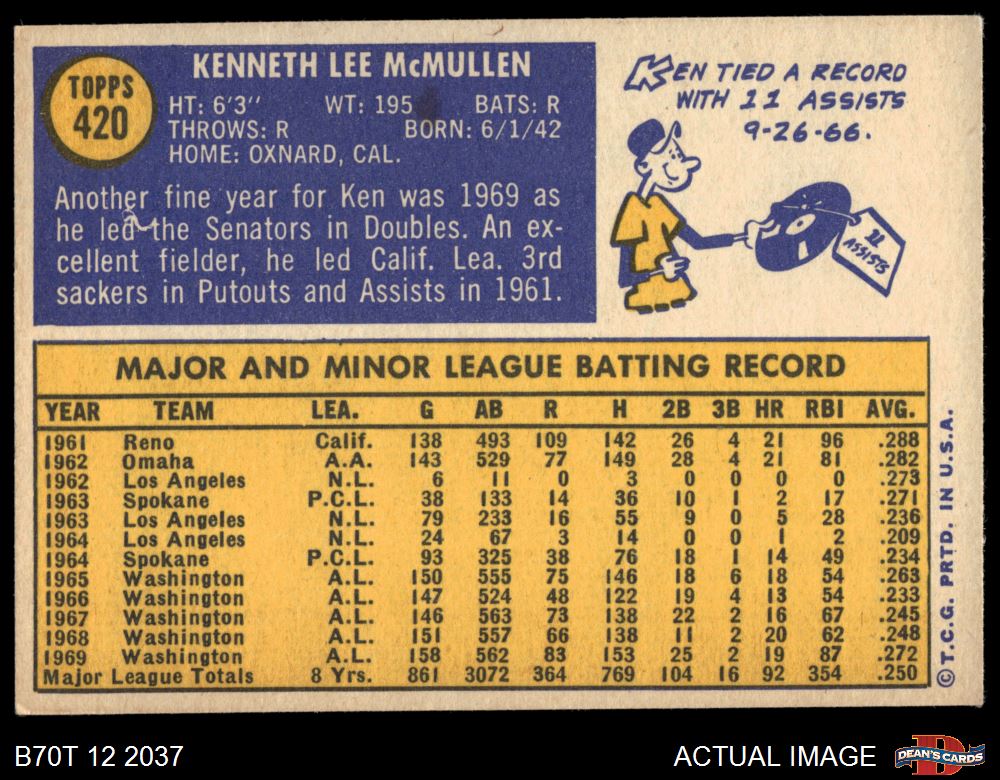 TOPPS
420
KENNETH LEE McMULLEN
HT: 6'3'' WT: 195 BATS: R
THROWS: R BORN: 6/1/42
HOME: OXNARD, CAL.
Another fine year for Ken was 1969 as
he led the Senators in Doubles. An ex-
cellent fielder, he led Calif. Lea. 3rd
sackers in Putouts and Assists in 1961.
KEN TIED A RECORD
WITH 11 ASSISTS
9-26-66.
11
ASSISTS
MAJOR AND MINOR LEAGUE BATTING RECORD
YEAR TEAM LEA. G AB R H 2B 3B HR RBI AVG.
1961 Reno Calif. 138 493 109 142 26 4 21 96 .288
1962 Omaha A.A. 143 529 77 149 28 4 21 81 .282
1962 Los Angeles N.L. 6 11 0 3 0 0 0 0 .273
1963 Spokane P.C.L. 38 133 14 36 10 1 2 17 .271
1963 Los Angeles N.L. 79 233 16 55 9 0 5 28 .236
1964 Los Angeles N.L. 24 67 3 14 0 0 1 2 .209
1964 Spokane P.C.L. 93 325 38 76 18 1 14 49 .234
1965 Washington A.L. 150 555 75 146 18 6 18 54 .263
1966 Washington A.L. 147 524 48 122 19 4 13 54 .233
1967 Washington A.L. 146 563 73 138 22 2 16 67 .245
1968 Washington A.L. 151 557 66 138 11 2 20 62 .248
1969 Washington A.L. 158 562 83 153 25 2 19 87 .272
Major League Totals 8 Yrs. 861 3072 364 769 104 16 92 354 .250
© T.C.G. PRTD. IN U.S.A.
B70T 12 2037
ACTUAL IMAGE
D
DEAN'S CARDS